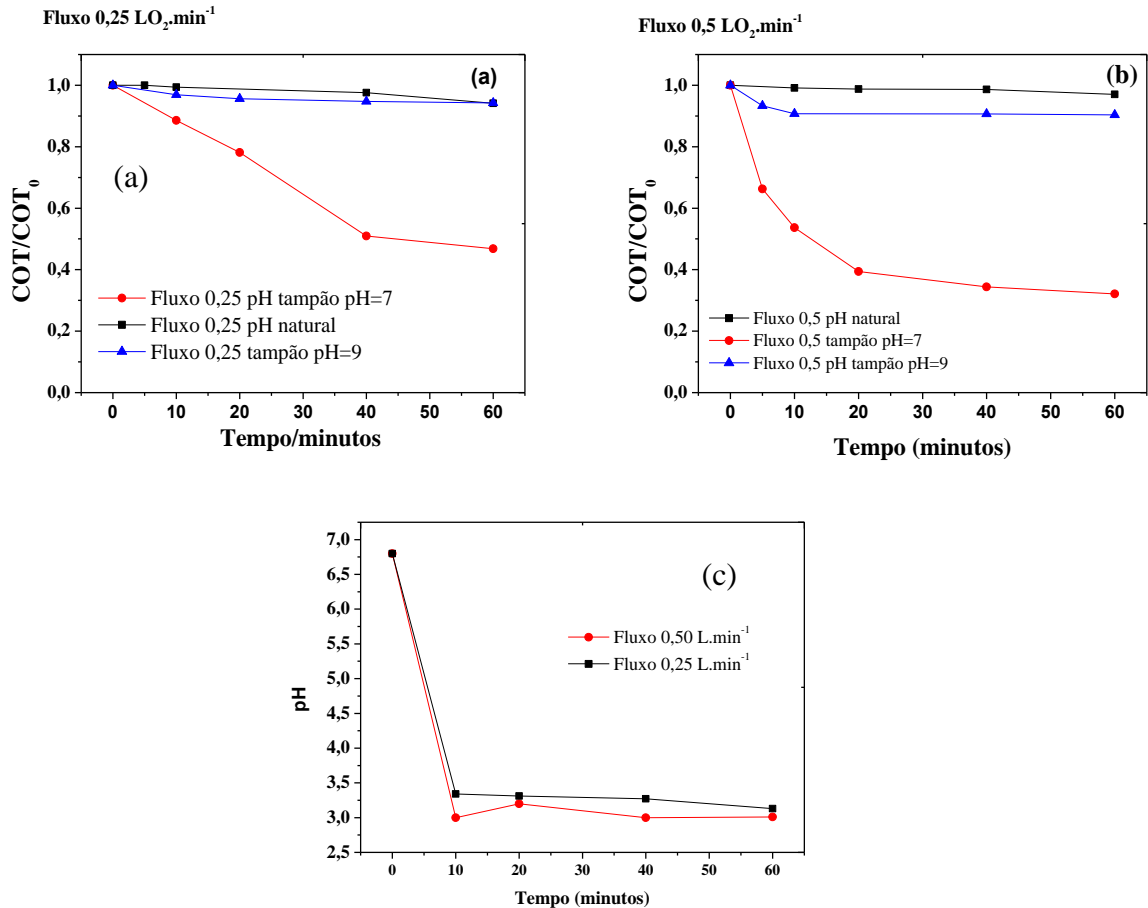 Fluxo 0,25 LO₂.min⁻¹
(a)
1,0
0,8
0,6
0,4
0,2
0,0
COT/COT₀
(a)
Fluxo 0,25 pH tampão pH=7
Fluxo 0,25 pH natural
Fluxo 0,25 tampão pH=9
0 10 20 30 40 50 60
Tempo/minutos
Fluxo 0,5 LO₂.min⁻¹
(b)
1,0
0,8
0,6
0,4
0,2
0,0
COT/COT₀
Fluxo 0,5 pH natural
Fluxo 0,5 tampão pH=7
Fluxo 0,5 pH tampão pH=9
0 10 20 30 40 50 60
Tempo (minutos)
7,0
6,5
6,0
5,5
5,0
4,5
4,0
3,5
3,0
2,5
pH
(c)
Fluxo 0,50 L.min⁻¹
Fluxo 0,25 L.min⁻¹
0 10 20 30 40 50 60
Tempo (minutos)